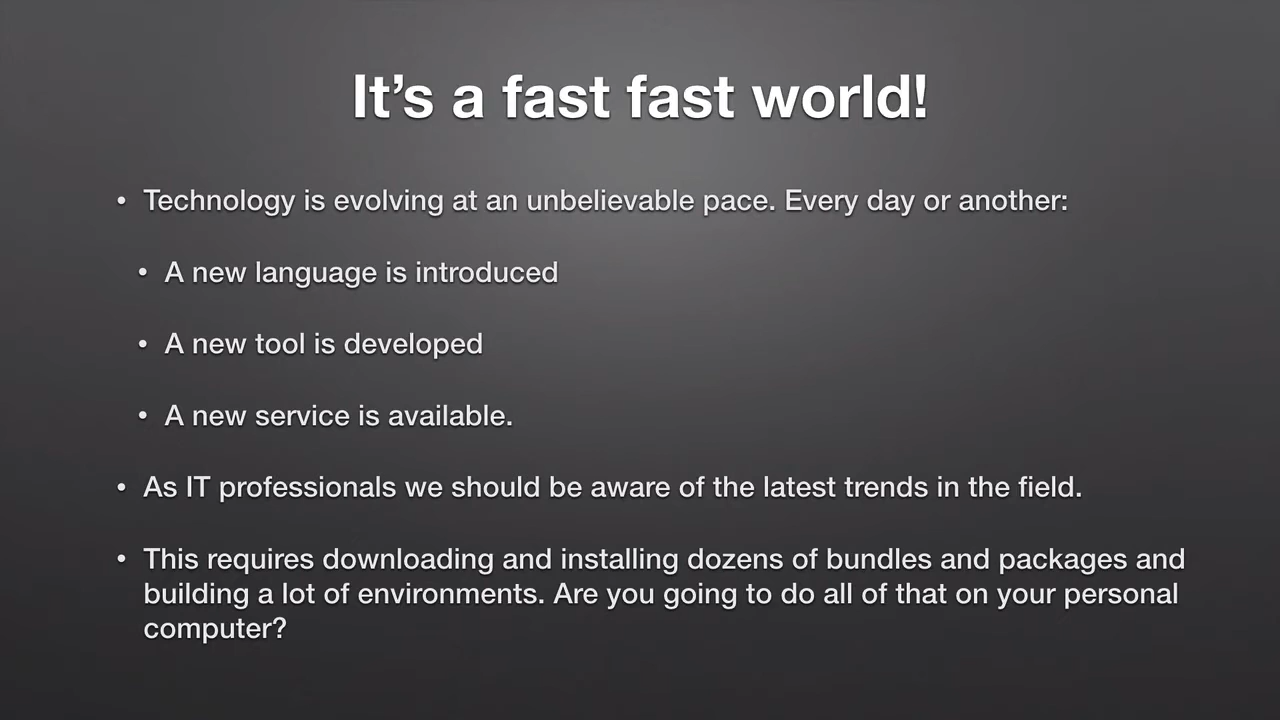 It’s a fast fast world!
• Technology is evolving at an unbelievable pace. Every day or another:
• A new language is introduced
• A new tool is developed
• A new service is available.
• As IT professionals we should be aware of the latest trends in the field.
• This requires downloading and installing dozens of bundles and packages and
building a lot of environments. Are you going to do all of that on your personal
computer?